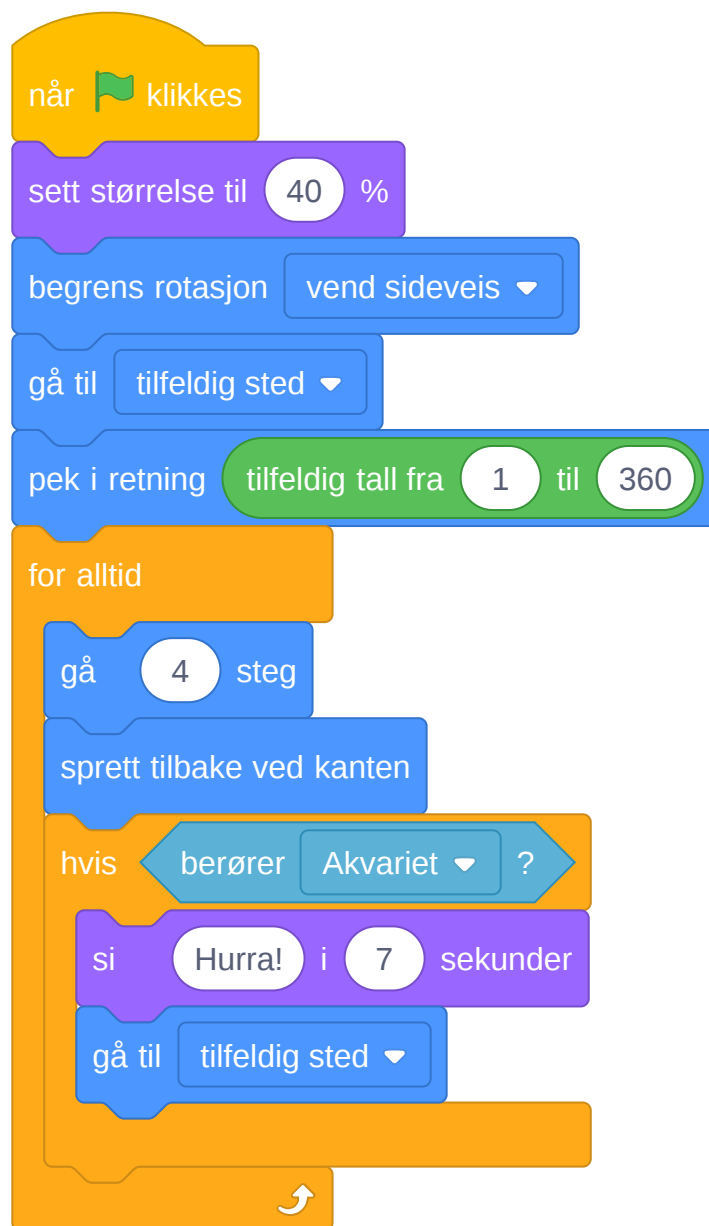 når klikkes
sett størrelse til 40 %
begrens rotasjon vend sideveis
gå til tilfeldig sted
pek i retning tilfeldig tall fra 1 til 360
for alltid
gå 4 steg
sprett tilbake ved kanten
hvis berører Akvariet ?
si Hurra! i 7 sekunder
gå til tilfeldig sted